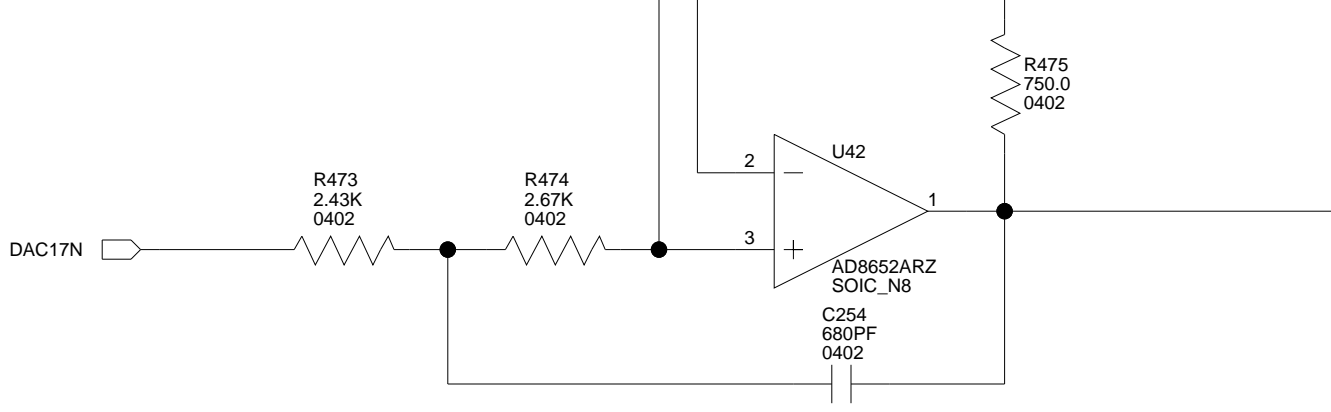 R475
750.0
0402
U42
2
1
R473
2.43K
0402
R474
2.67K
0402
3
DAC17N
AD8652ARZ
SOIC_N8
C254
680PF
0402